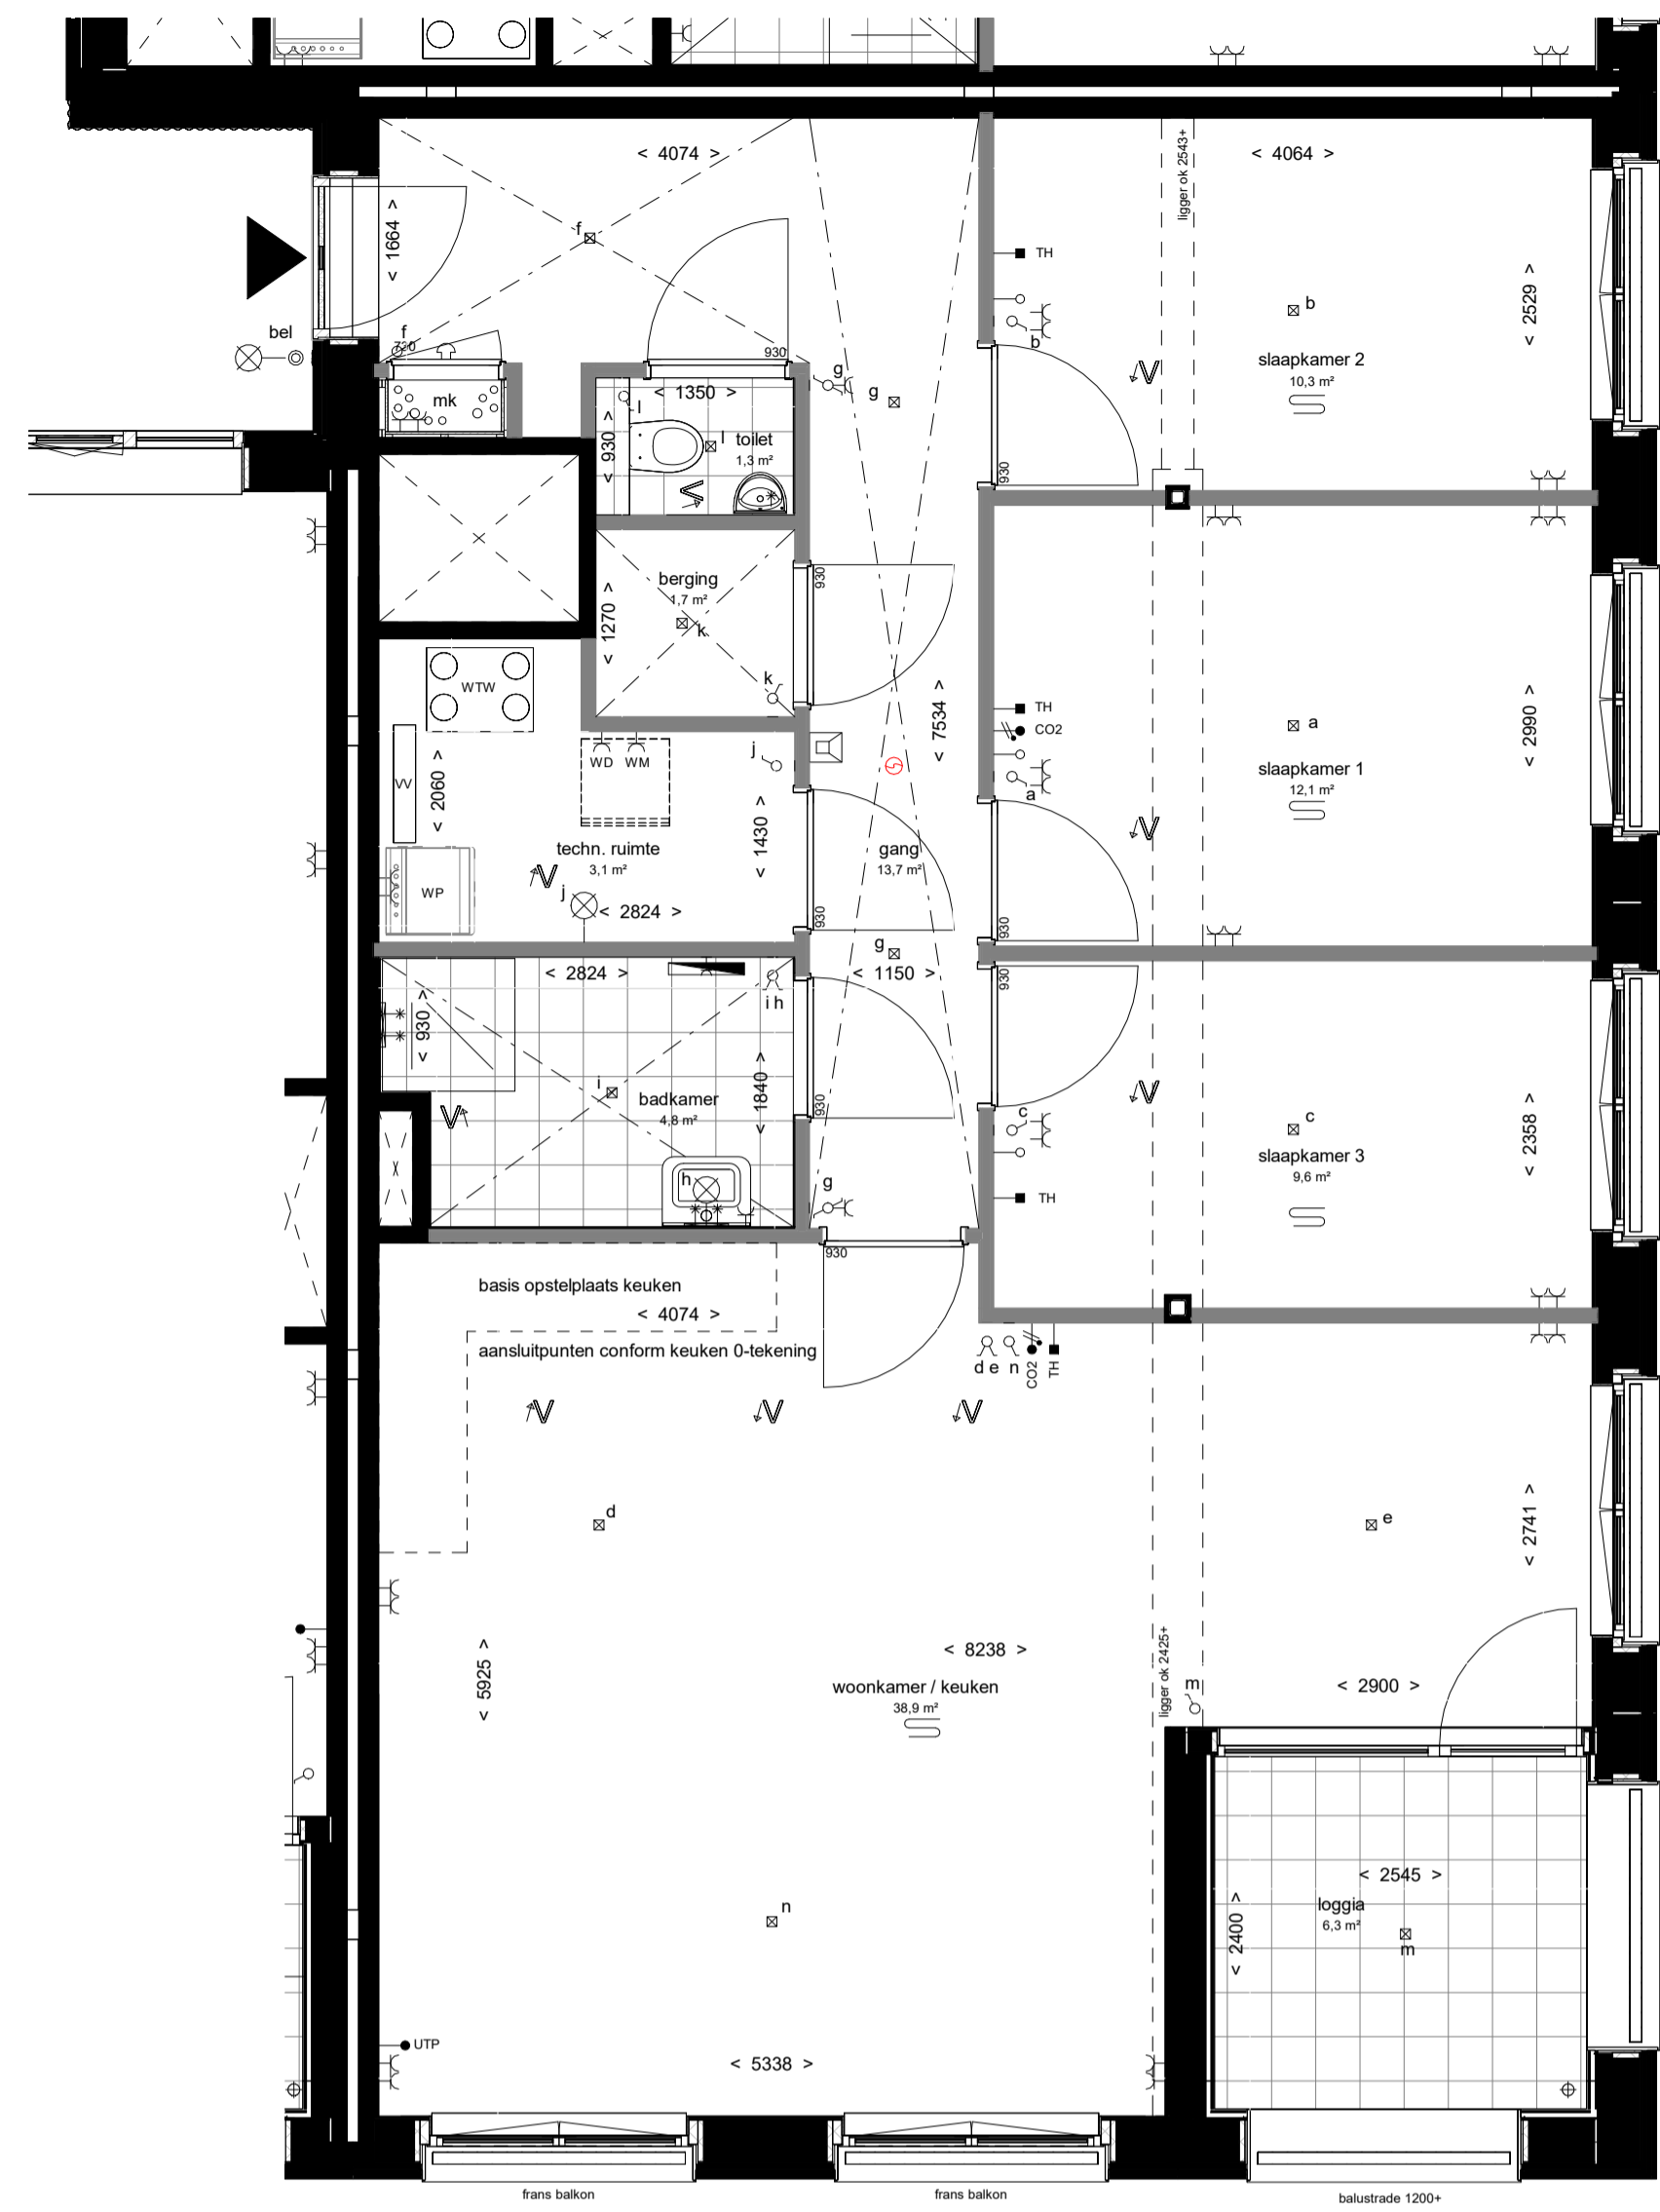 < 4074 >
ligger ok 2543+
< 4064 >
< 1664 >
f
TH
b
< 2529 >
bel
f
730
930
b
slaapkamer 2
10,3 m²
g
g
mk
< 1350 >
l
< 930 >
l
toilet
1,3 m²
930
berging
1,7 m²
930
< 1270 >
k
k
WTW
< 7534 >
TH
CO2
a
< 2990 >
slaapkamer 1
12,1 m²
a
j
WD
WM
VV
< 2060 >
< 1430 >
techn. ruimte
3,1 m²
gang
13,7 m²
WP
j
< 2824 >
930
930
g
< 2824 >
< 1150 >
930
i h
< 930 >
i
badkamer
4,8 m²
< 1840 >
930
c
c
< 2358 >
slaapkamer 3
9,6 m²
h
g
TH
930
basis opstelplaats keuken
< 4074 >
aansluitpunten conform keuken 0-tekening
d e
n
CO2
TH
d
e
< 2741 >
< 5925 >
< 8238 >
ligger ok 2425+
woonkamer / keuken
38,9 m²
m
< 2900 >
< 2545 >
loggia
6,3 m²
< 2400 >
m
n
UTP
< 5338 >
frans balkon
frans balkon
balustrade 1200+